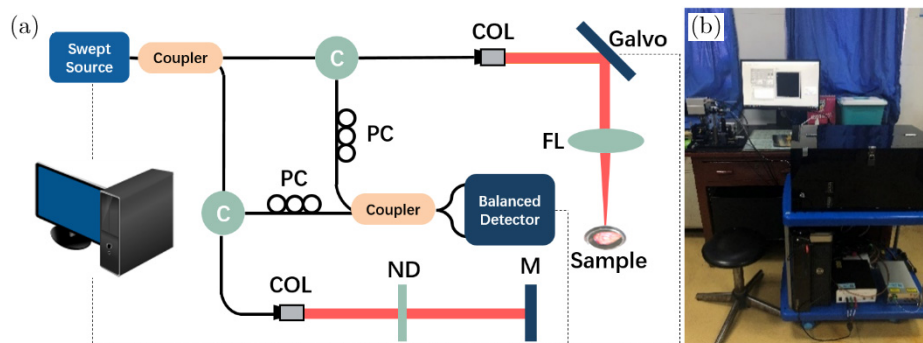 (a)
Swept
Source
Coupler
C
COL
Galvo
PC
FL
PC
C
Coupler
Balanced
Detector
Sample
COL
ND
M
(b)